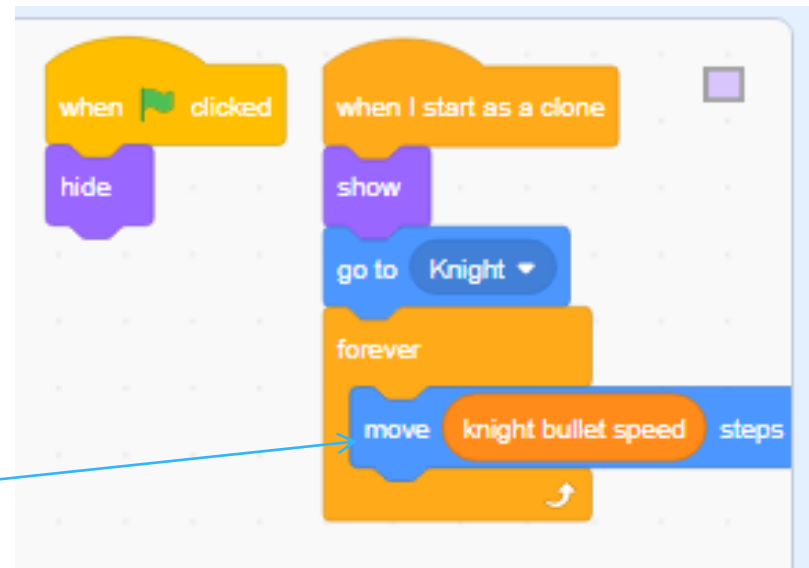 when clicked
hide
when I start as a clone
show
go to Knight
forever
move knight bullet speed steps